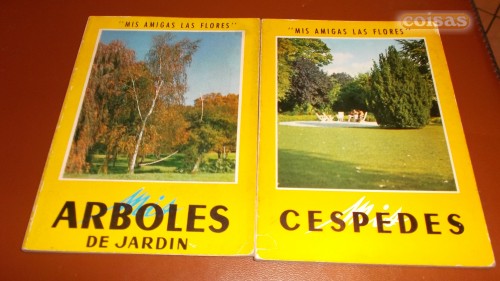 "MIS AMIGAS LAS FLORES"
Mis
ARBOLES
DE JARDIN
"MIS AMIGAS LAS FLORES"
Mis
CESPEDES
coisas